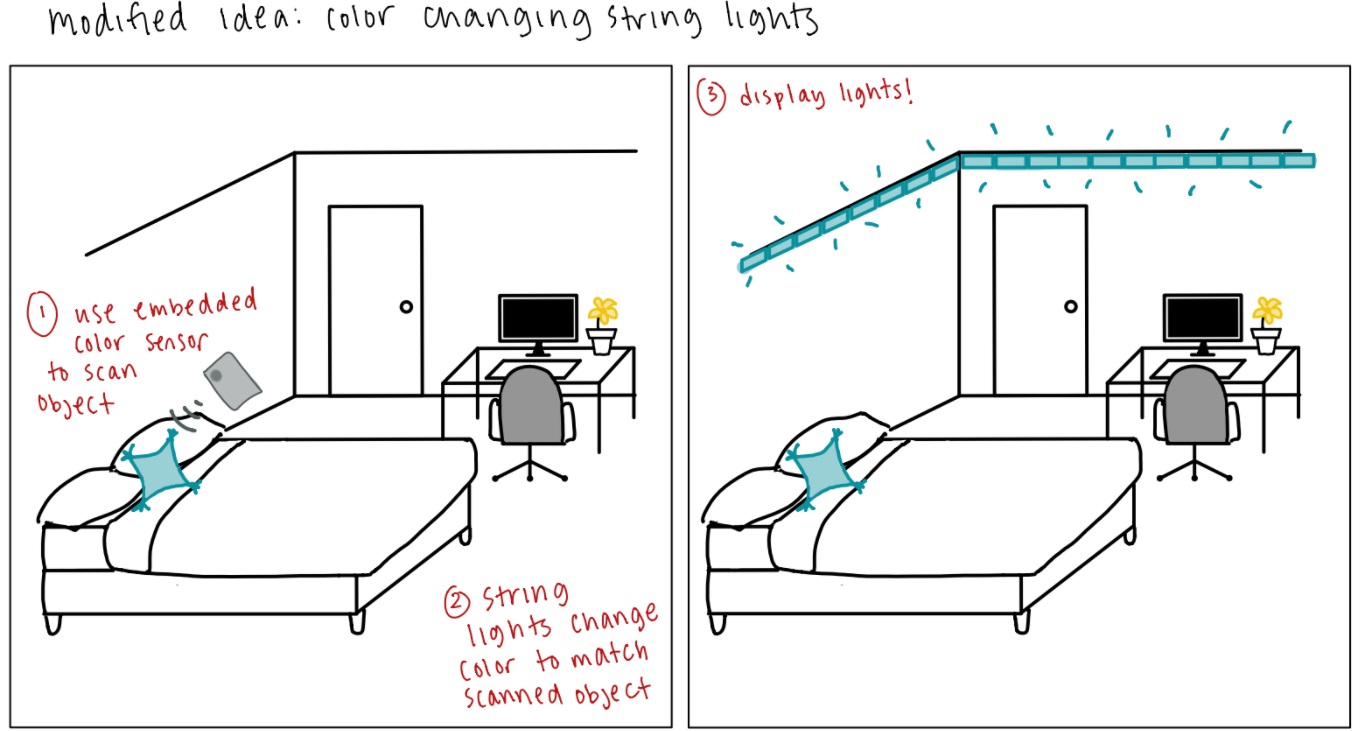 modified idea: color changing string lights
① use embedded
color sensor
to scan
object
② string
lights change
color to match
scanned object
③ display lights!